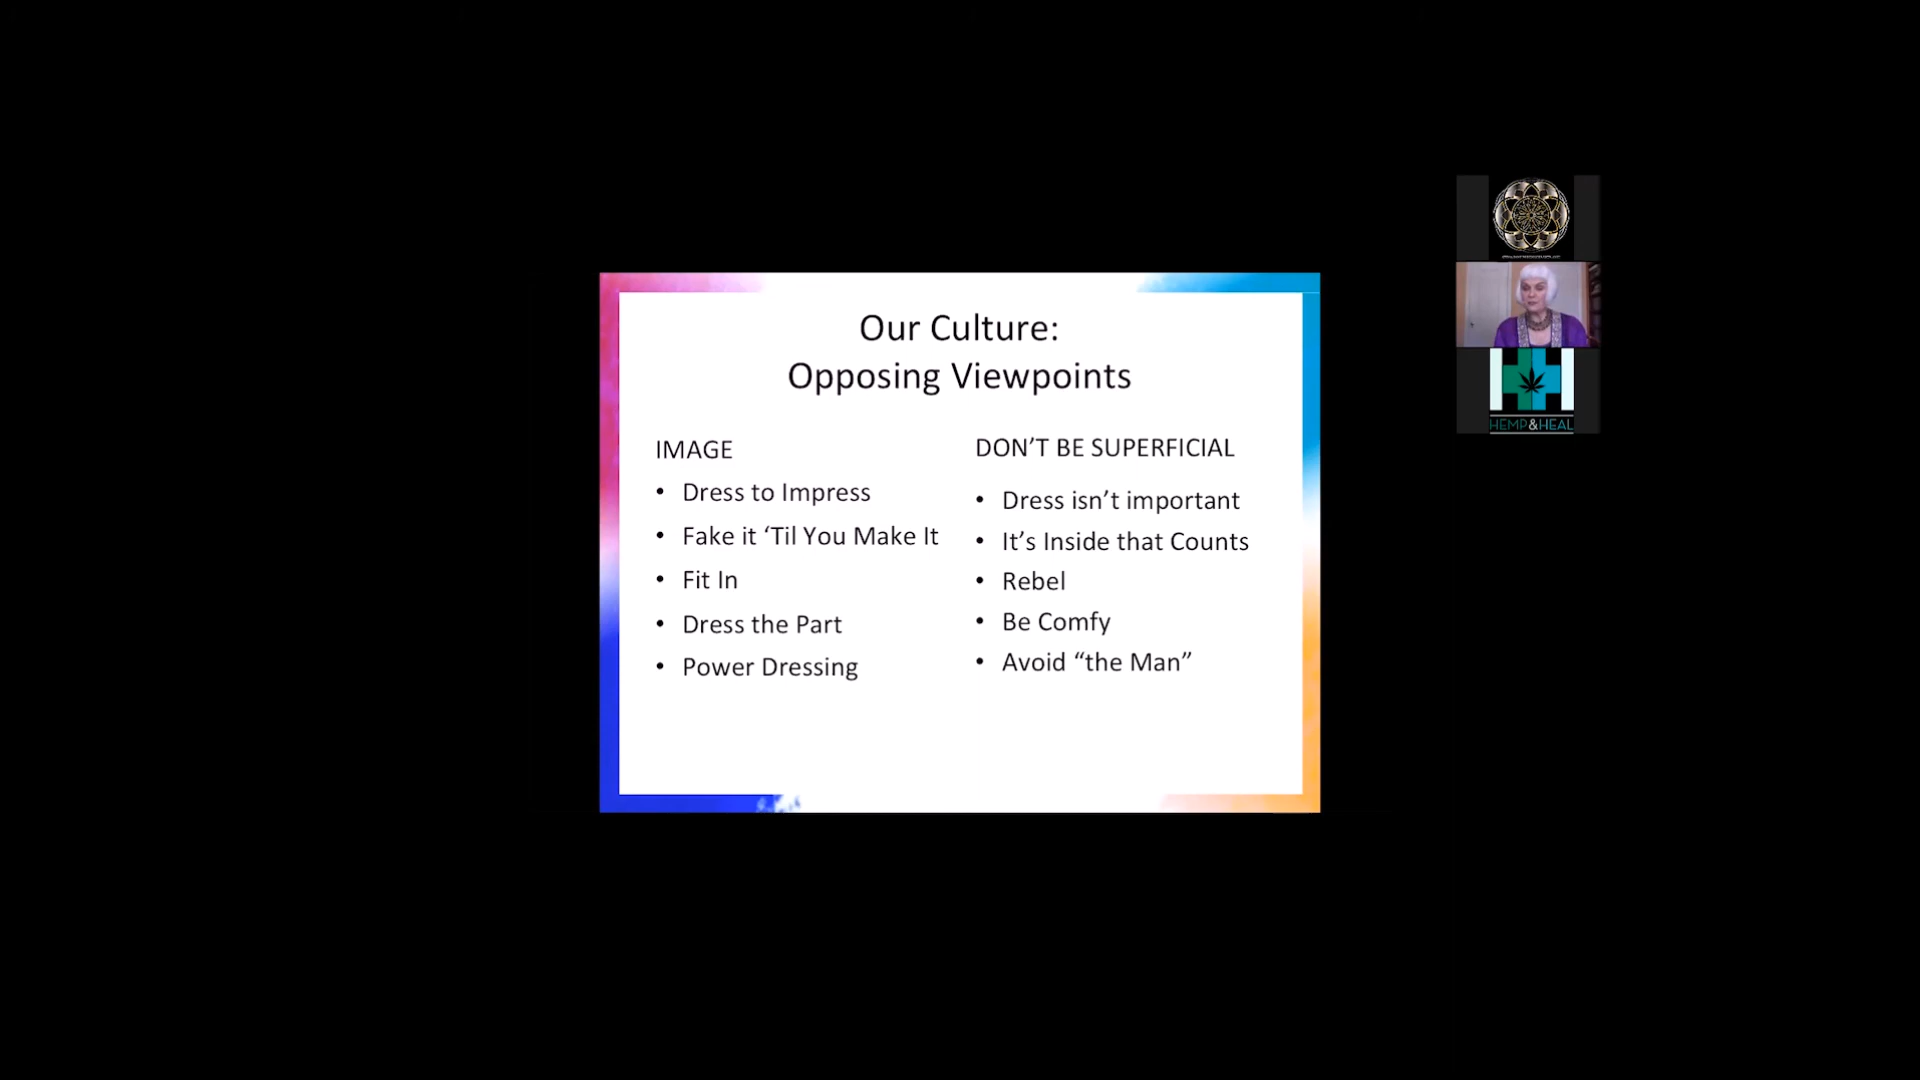 Our Culture:
Opposing Viewpoints
IMAGE
• Dress to Impress
• Fake it ‘Til You Make It
• Fit In
• Dress the Part
• Power Dressing
DON’T BE SUPERFICIAL
• Dress isn’t important
• It’s Inside that Counts
• Rebel
• Be Comfy
• Avoid “the Man”
HEMP&HEAL